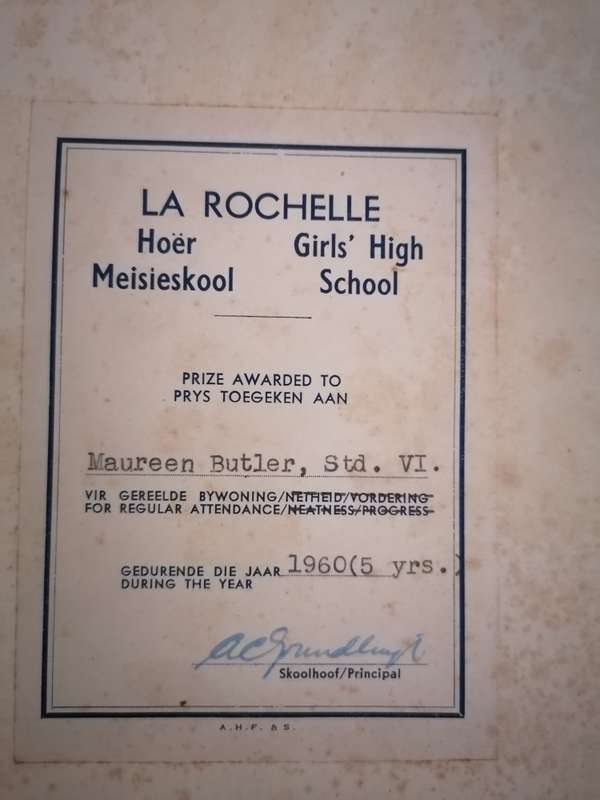 LA ROCHELLE
Hoër Girls' High
Meisieskool School
PRIZE AWARDED TO
PRYS TOEGEKEN AAN
Maureen Butler, Std. VI.
VIR GEREELDE BYWONING/NETHEID/VORDERING
FOR REGULAR ATTENDANCE/NEATNESS/PROGRESS
GEDURENDE DIE JAAR 1960(5 yrs.)
DURING THE YEAR
Skoolhoof/Principal
A.H.F. & S.